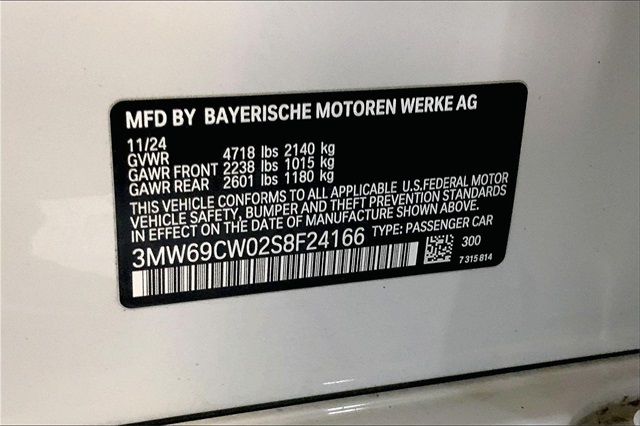 MFD BY BAYERISCHE MOTOREN WERKE AG
11/24
GVWR 4718 lbs 2140 kg
GAWR FRONT 2238 lbs 1015 kg
GAWR REAR 2601 lbs 1180 kg
THIS VEHICLE CONFORMS TO ALL APPLICABLE U.S.FEDERAL MOTOR
VEHICLE SAFETY, BUMPER AND THEFT PREVENTION STANDARDS
IN EFFECT ON THE DATE OF MANUFACTURE SHOWN ABOVE.
3MW69CW02S8F24166 TYPE: PASSENGER CAR
300
7 315 814